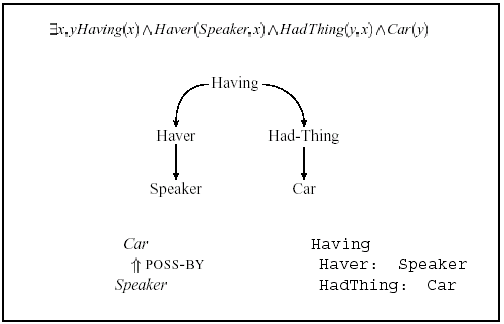 ∃x,yHaving(x)∧Haver(Speaker,x)∧HadThing(y,x)∧Car(y)
Having
Haver Had-Thing
Speaker Car
Car
⇑ POSS-BY
Speaker
Having
Haver: Speaker
HadThing: Car